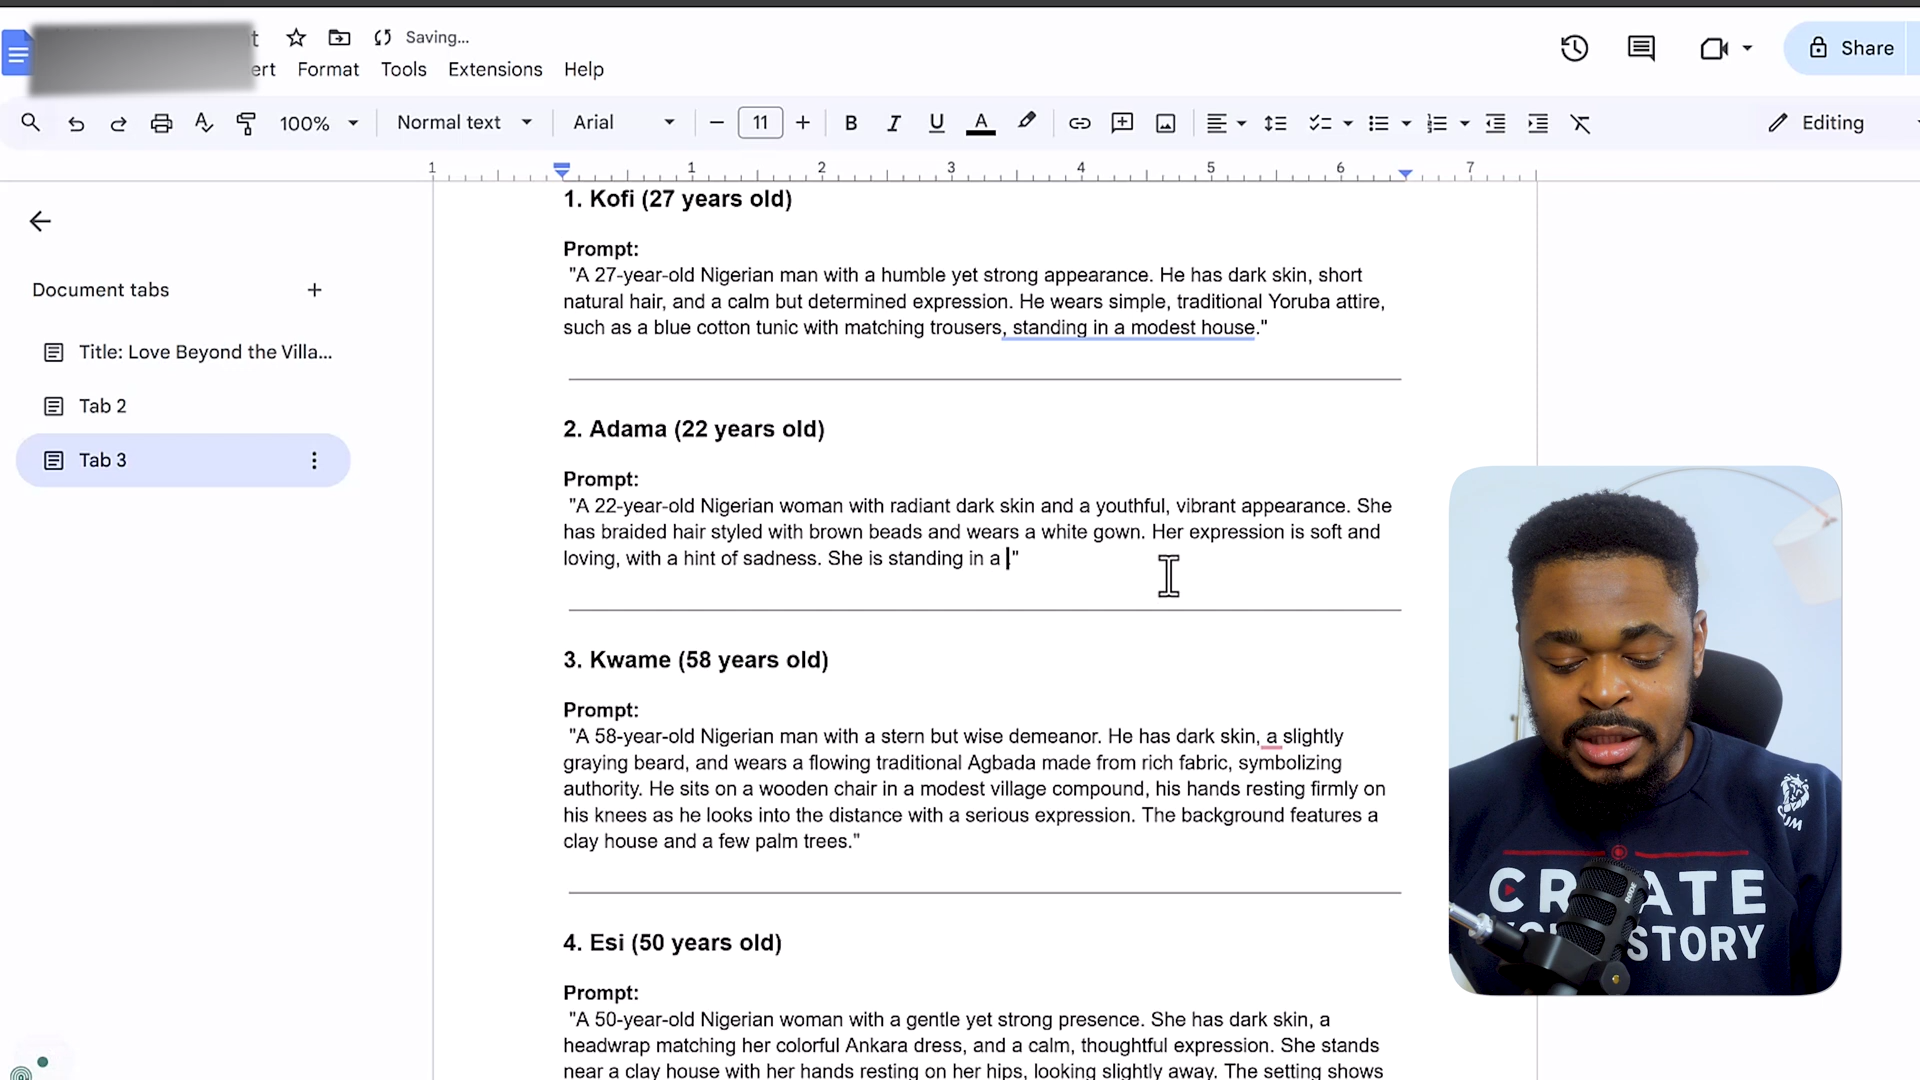 t Saving...
ert Format Tools Extensions Help
Share
100% Normal text Arial 11 Editing
1 1 2 3 4 5 6 7
Document tabs
Title: Love Beyond the Villa...
Tab 2
Tab 3
1. Kofi (27 years old)
Prompt:
"A 27-year-old Nigerian man with a humble yet strong appearance. He has dark skin, short
natural hair, and a calm but determined expression. He wears simple, traditional Yoruba attire,
such as a blue cotton tunic with matching trousers, standing in a modest house."
2. Adama (22 years old)
Prompt:
"A 22-year-old Nigerian woman with radiant dark skin and a youthful, vibrant appearance. She
has braided hair styled with brown beads and wears a white gown. Her expression is soft and
loving, with a hint of sadness. She is standing in a ."
3. Kwame (58 years old)
Prompt:
"A 58-year-old Nigerian man with a stern but wise demeanor. He has dark skin, a slightly
graying beard, and wears a flowing traditional Agbada made from rich fabric, symbolizing
authority. He sits on a wooden chair in a modest village compound, his hands resting firmly on
his knees as he looks into the distance with a serious expression. The background features a
clay house and a few palm trees."
4. Esi (50 years old)
Prompt:
"A 50-year-old Nigerian woman with a gentle yet strong presence. She has dark skin, a
headwrap matching her colorful Ankara dress, and a calm, thoughtful expression. She stands
near a clay house with her hands resting on her hips, looking slightly away. The setting shows
CREATE
STORY
RODE